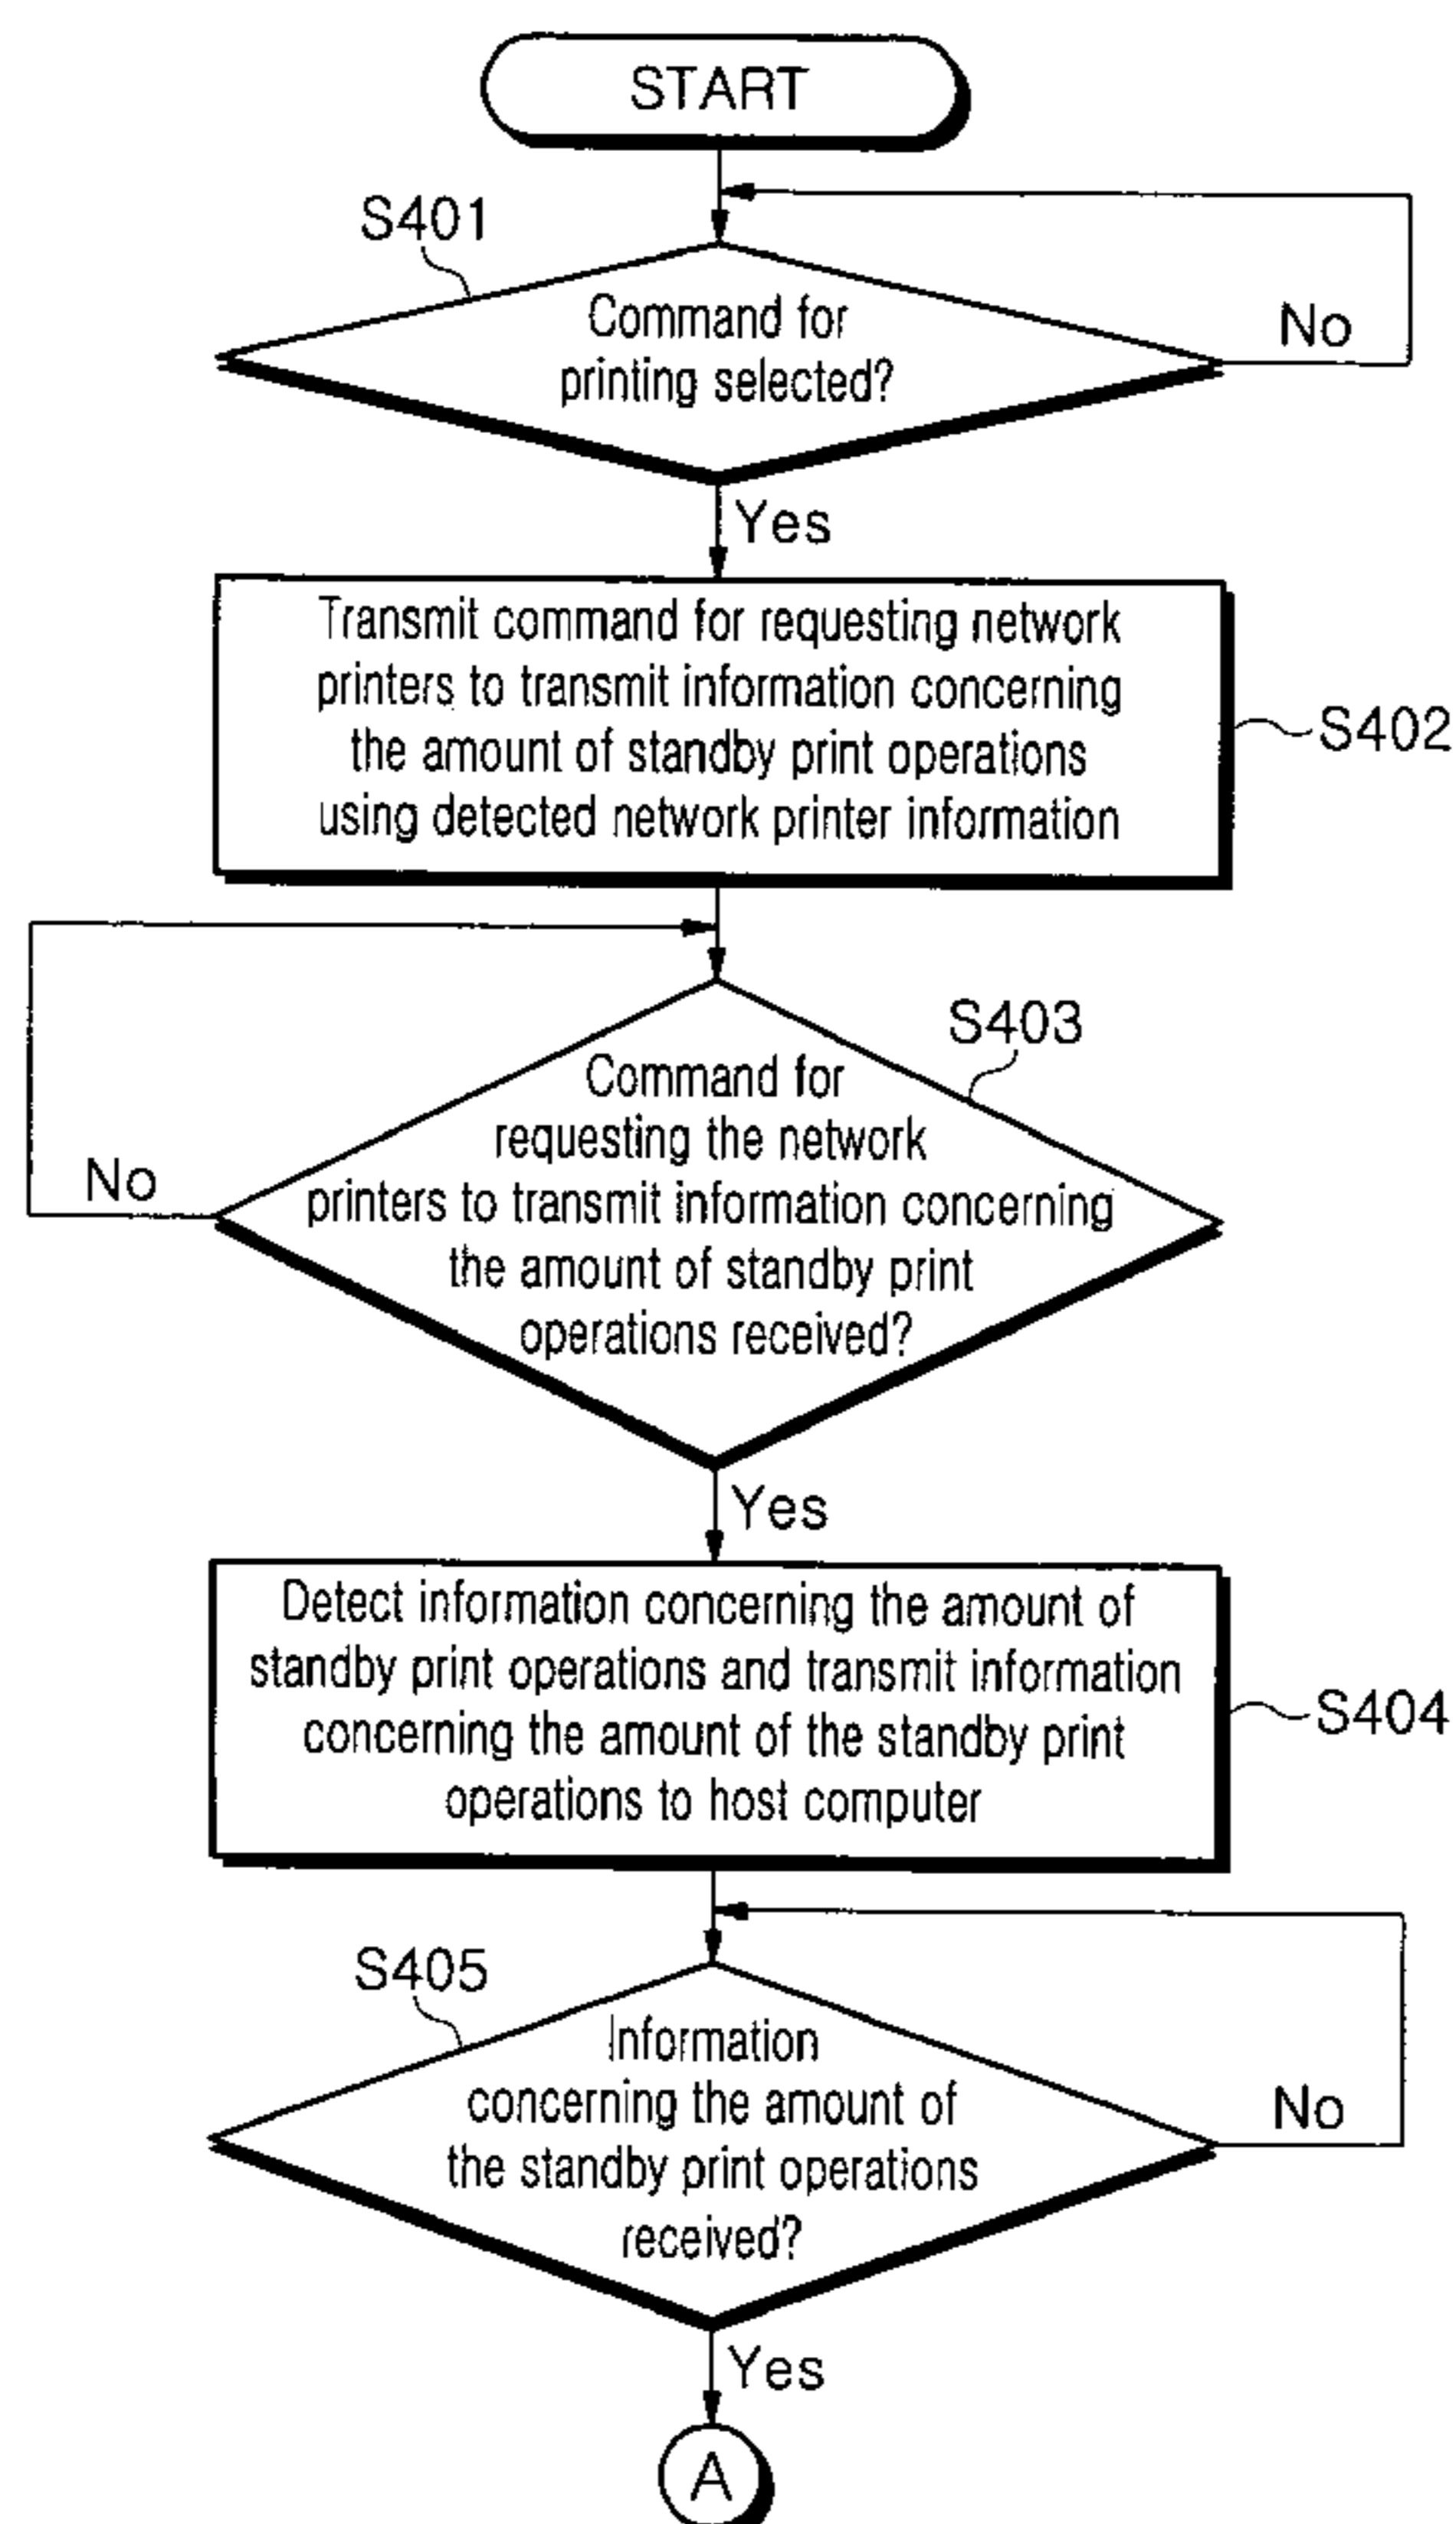 START
S401
Command for
printing selected?
No
Yes
Transmit command for requesting network
printers to transmit information concerning
the amount of standby print operations
using detected network printer information
S402
S403
Command for
requesting the network
printers to transmit information concerning
the amount of standby print
operations received?
No
Yes
Detect information concerning the amount of
standby print operations and transmit information
concerning the amount of the standby print
operations to host computer
S404
S405
Information
concerning the amount of
the standby print operations
received?
No
Yes
A